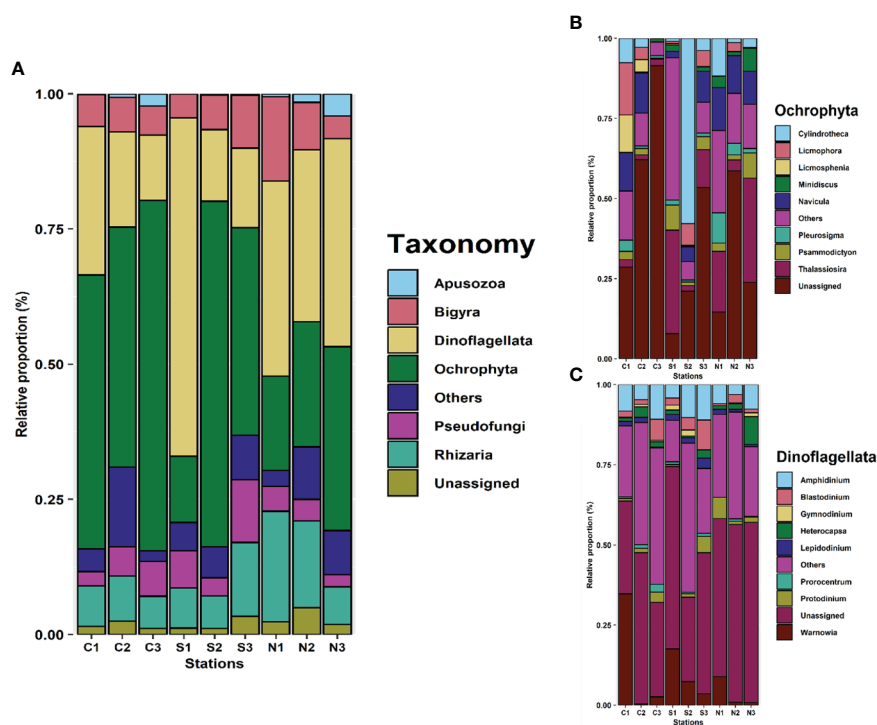 A
Relative proportion (%)
1.00
0.75
0.50
0.25
0.00
C1 C2 C3 S1 S2 S3 N1 N2 N3
Stations
Taxonomy
Apusozoa
Bigyra
Dinoflagellata
Ochrophyta
Others
Pseudofungi
Rhizaria
Unassigned
B
Relative proportion (%)
1.00
0.75
0.50
0.25
0.00
C1 C2 C3 S1 S2 S3 N1 N2 N3
Stations
Ochrophyta
Cylindrotheca
Licmophora
Licmosphenia
Minidiscus
Navicula
Others
Pleurosigma
Psammodictyon
Thalassiosira
Unassigned
C
Relative proportion (%)
1.00
0.75
0.50
0.25
0.00
C1 C2 C3 S1 S2 S3 N1 N2 N3
Stations
Dinoflagellata
Amphidinium
Blastodinium
Gymnodinium
Heterocapsa
Lepidodinium
Others
Prorocentrum
Protodinium
Unassigned
Warnowia